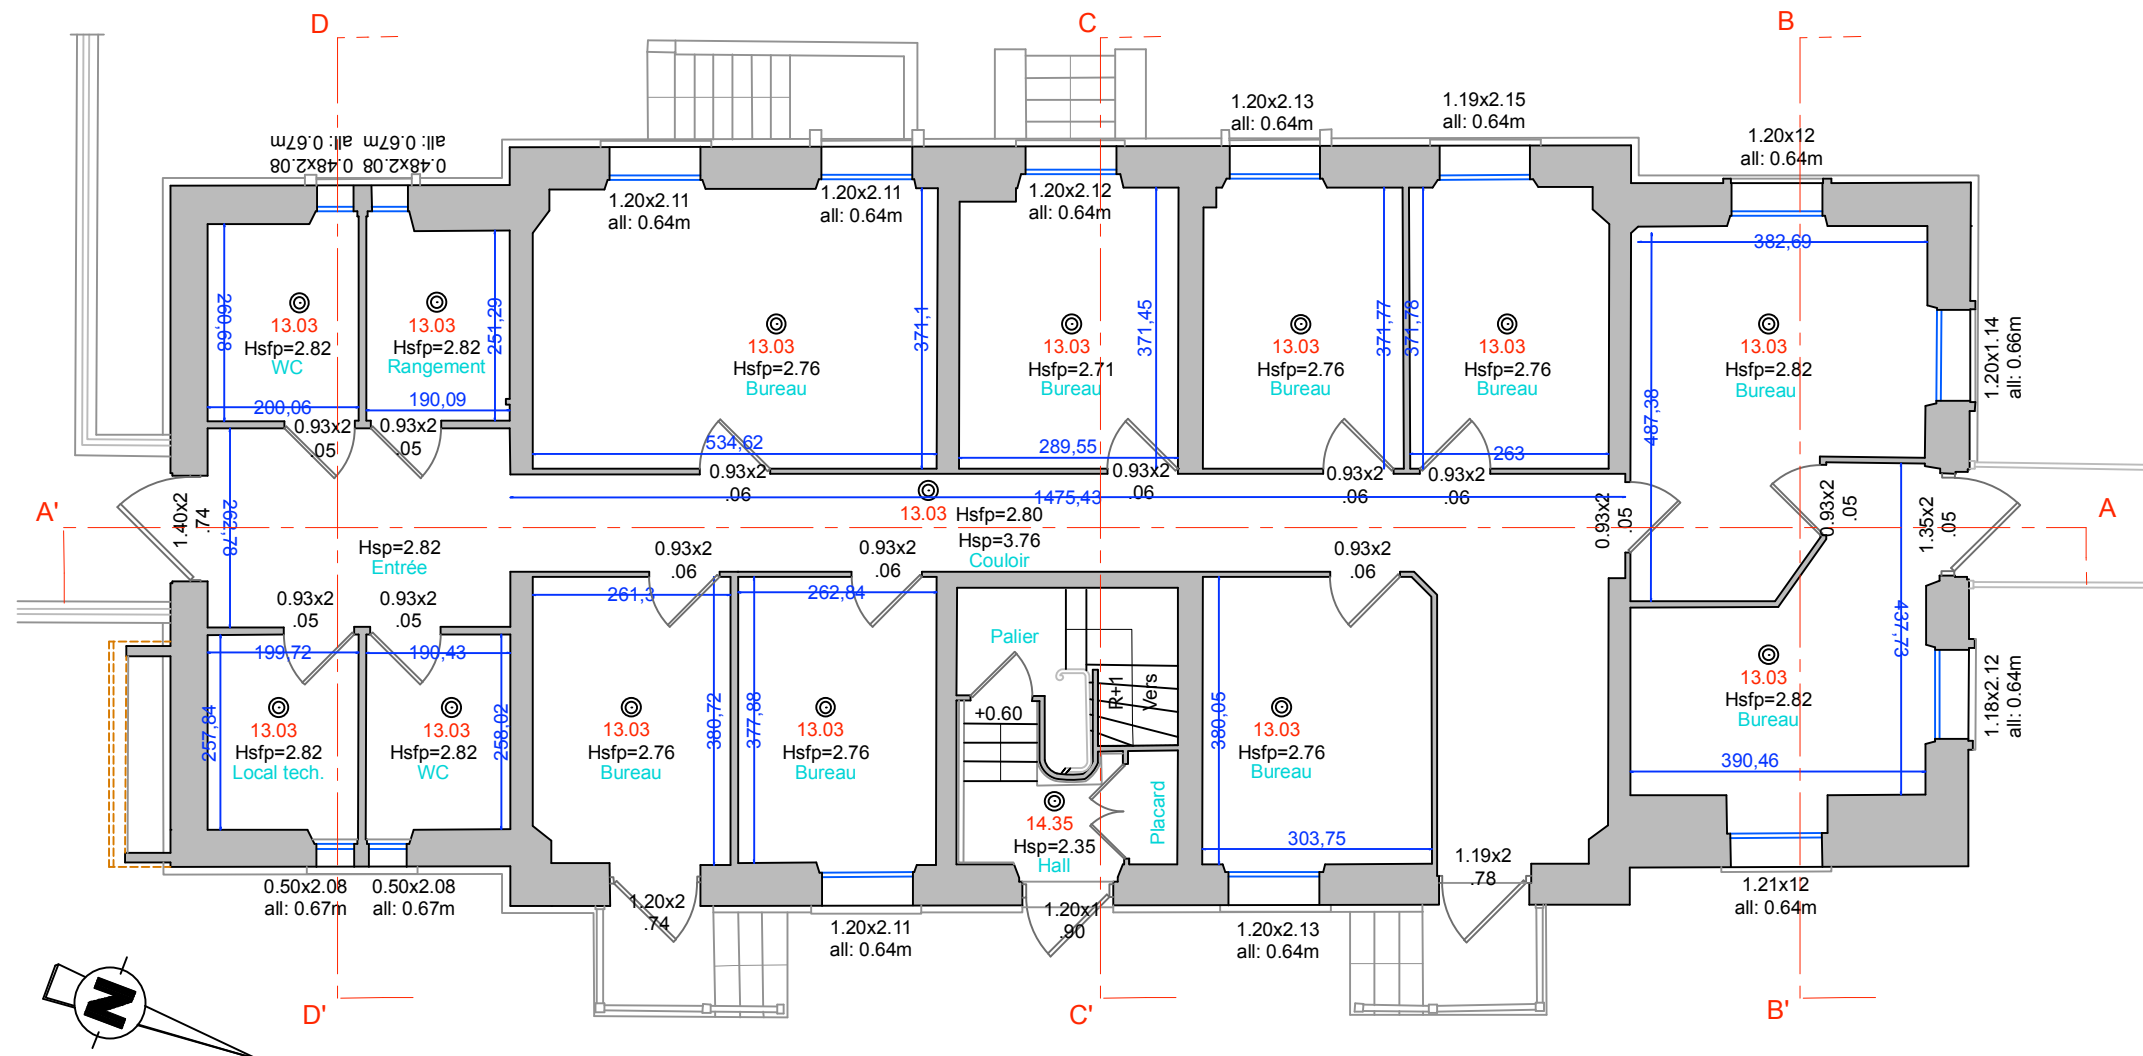 D
C
B
0.48x2.08
all: 0.67m
0.48x2.08
all: 0.67m
1.20x2.13
all: 0.64m
1.19x2.15
all: 0.64m
1.20x12
all: 0.64m
1.20x2.11
all: 0.64m
1.20x2.11
all: 0.64m
1.20x2.12
all: 0.64m
382,69
260,68
13.03
Hsfp=2.82
WC
200,06
13.03
Hsfp=2.82
Rangement
251,29
190,09
13.03
Hsfp=2.76
Bureau
371,1
534,62
13.03
Hsfp=2.71
Bureau
371,45
289,55
13.03
Hsfp=2.76
Bureau
371,77
371,78
13.03
Hsfp=2.76
Bureau
263
13.03
Hsfp=2.82
Bureau
487,38
1.20x1.14
all: 0.66m
0.93x2
.05
0.93x2
.05
0.93x2
.06
0.93x2
.06
0.93x2
.06
0.93x2
.06
A'
1.40x2
.74
262,78
1475,43
13.03
Hsfp=2.80
Hsp=3.76
Couloir
Hsp=2.82
Entrée
0.93x2
.05
0.93x2
.05
1.35x2
.05
A
0.93x2
.05
0.93x2
.05
0.93x2
.06
0.93x2
.06
0.93x2
.06
199,72
257,84
13.03
Hsfp=2.82
Local tech.
190,43
258,02
13.03
Hsfp=2.82
WC
261,3
380,72
13.03
Hsfp=2.76
Bureau
262,84
377,88
13.03
Hsfp=2.76
Bureau
Palier
+0.60
R+1
Vers
14.35
Hsp=2.35
Hall
Placard
380,05
13.03
Hsfp=2.76
Bureau
303,75
437,73
13.03
Hsfp=2.82
Bureau
390,46
1.18x2.12
all: 0.64m
0.50x2.08
all: 0.67m
0.50x2.08
all: 0.67m
1.20x2
.74
1.20x2.11
all: 0.64m
1.20x1
.90
1.20x2.13
all: 0.64m
1.19x2
.78
1.21x12
all: 0.64m
N
D'
C'
B'